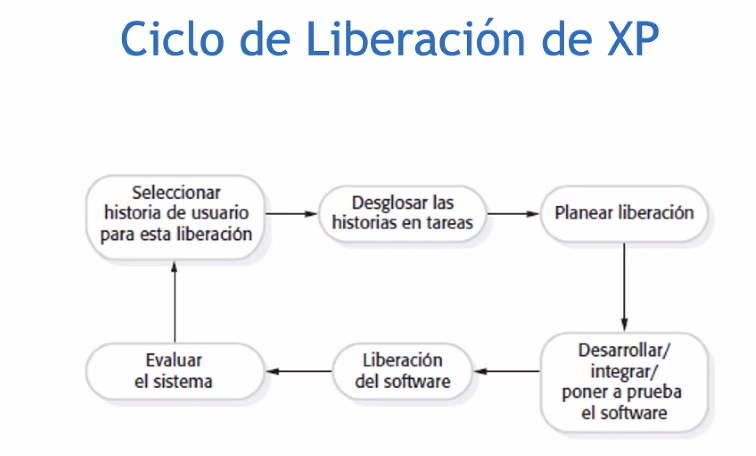 Ciclo de Liberación de XP
Seleccionar
historia de usuario
para esta liberación
Desglosar las
historias en tareas
Planear liberación
Desarrollar/
integrar/
poner a prueba
el software
Liberación
del software
Evaluar
el sistema